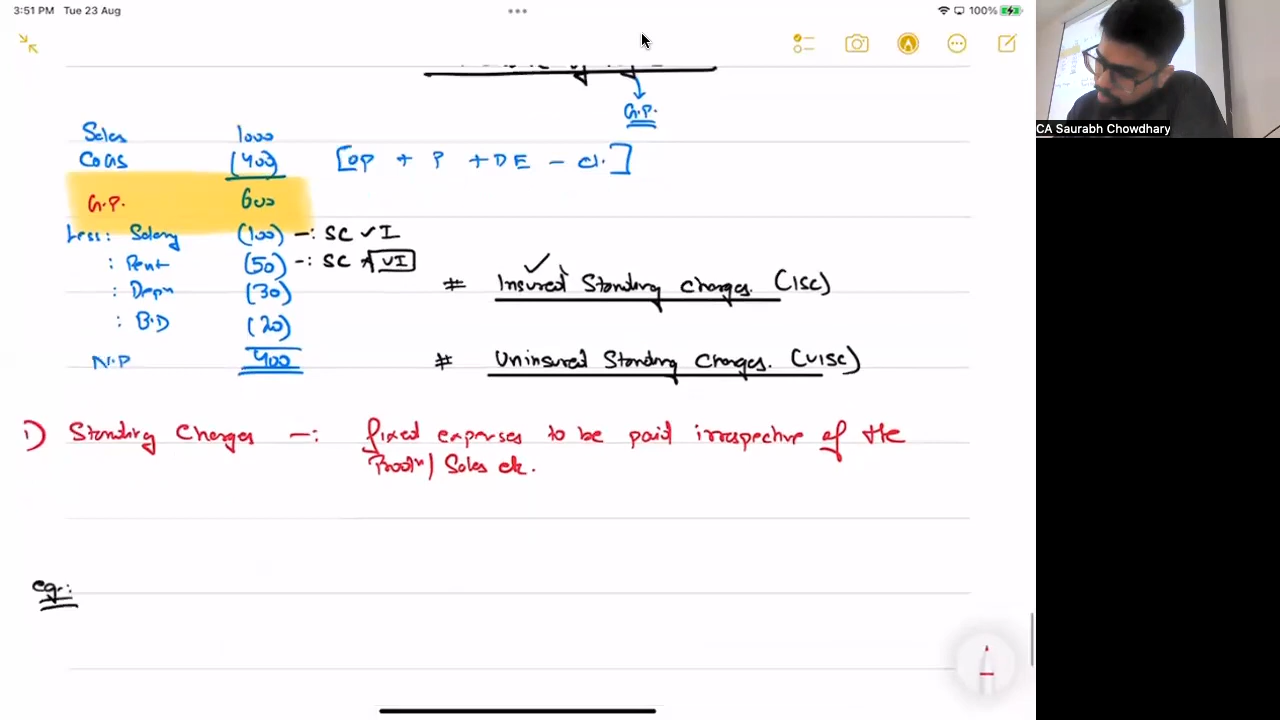 3:51 PM Tue 23 Aug
100%
CA Saurabh Chowdhary
G.P.
Sales 1000
COGS (400) [OP + P + DE - Cl.]
G.P. 600
Less: Salary (100) -: SC ✓ I
: Rent (50) -: SC UI
: Depn (30)
: B.D (20)
N.P 400
# Insured Standing Charges. (ISC)
# Uninsured Standing Charges. (UISC)
1) Standing Charges -: fixed expenses to be paid irrespective of the
Prodn / Sales etc.
eg: